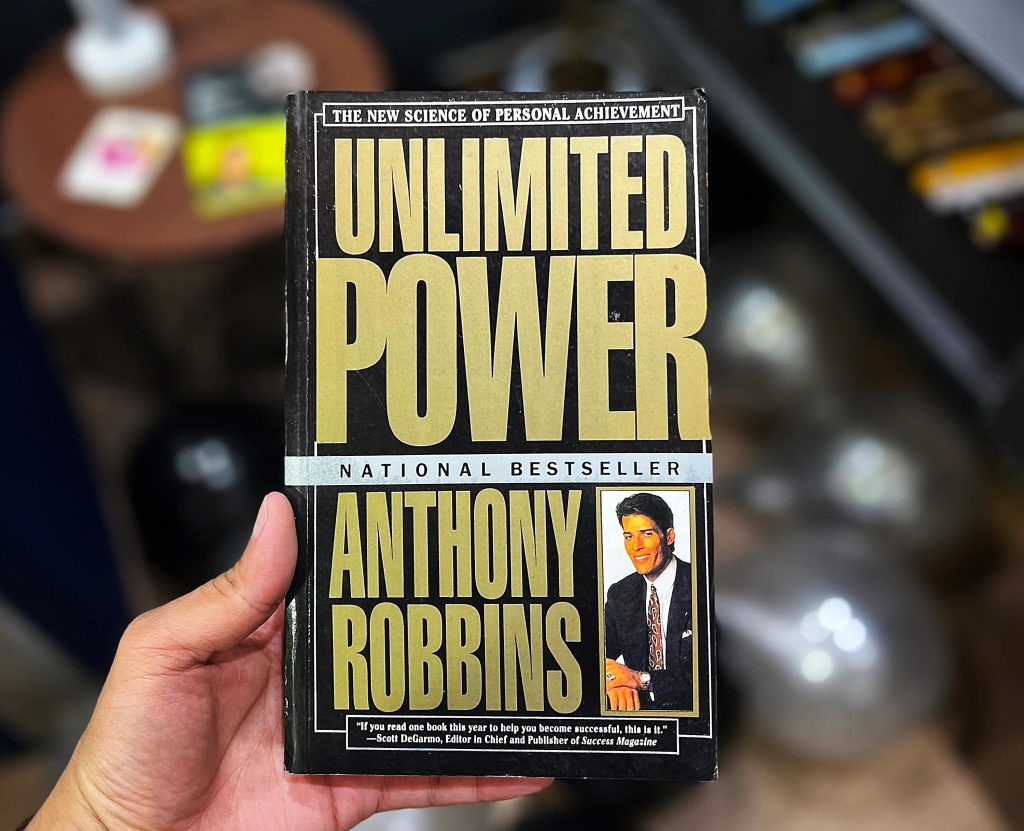 THE NEW SCIENCE OF PERSONAL ACHIEVEMENT
UNLIMITED
POWER
NATIONAL BESTSELLER
ANTHONY
ROBBINS
"If you read one book this year to help you become successful, this is it."
—Scott DeGarmo, Editor in Chief and Publisher of Success Magazine